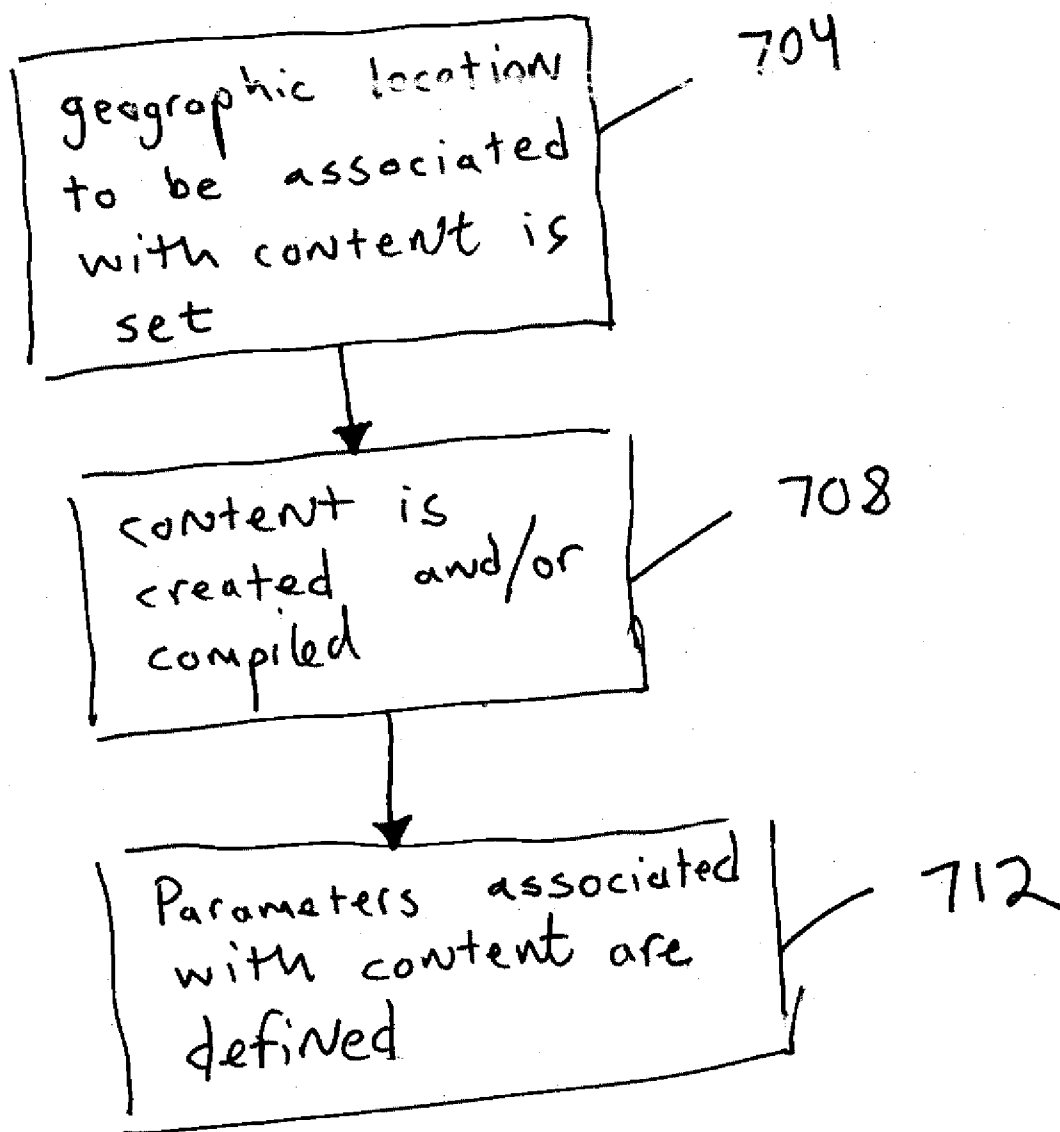 704
geographic location
to be associated
with content is
set
708
content is
created and/or
compiled
712
Parameters associated
with content are
defined